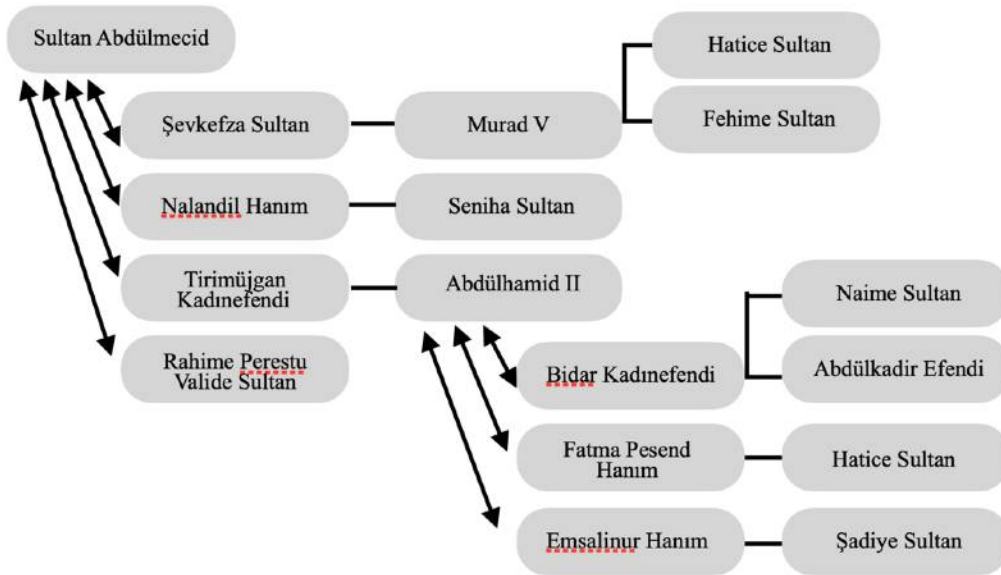 Sultan Abdülmecid
Hatice Sultan
Şevkefza Sultan
Murad V
Fehime Sultan
Nalandil Hanım
Seniha Sultan
Tirimüjgan
Kadınefendi
Abdülhamid II
Naime Sultan
Rahime Perestu
Valide Sultan
Bidar Kadınefendi
Abdülkadir Efendi
Fatma Pesend
Hanım
Hatice Sultan
Emsalinur Hanım
Şadiye Sultan